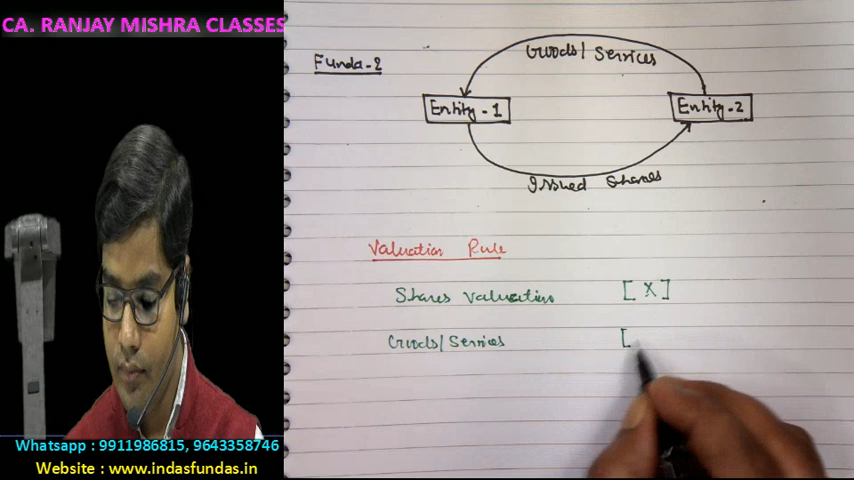 CA. RANJAY MISHRA CLASSES
Funda-2
Goods/ Services
Entity-1
Entity-2
Issued Shares
Valuation Rule
Shares Valuation [ X ]
Goods/Services [
Whatsapp : 9911986815, 9643358746
Website : www.indasfundas.in